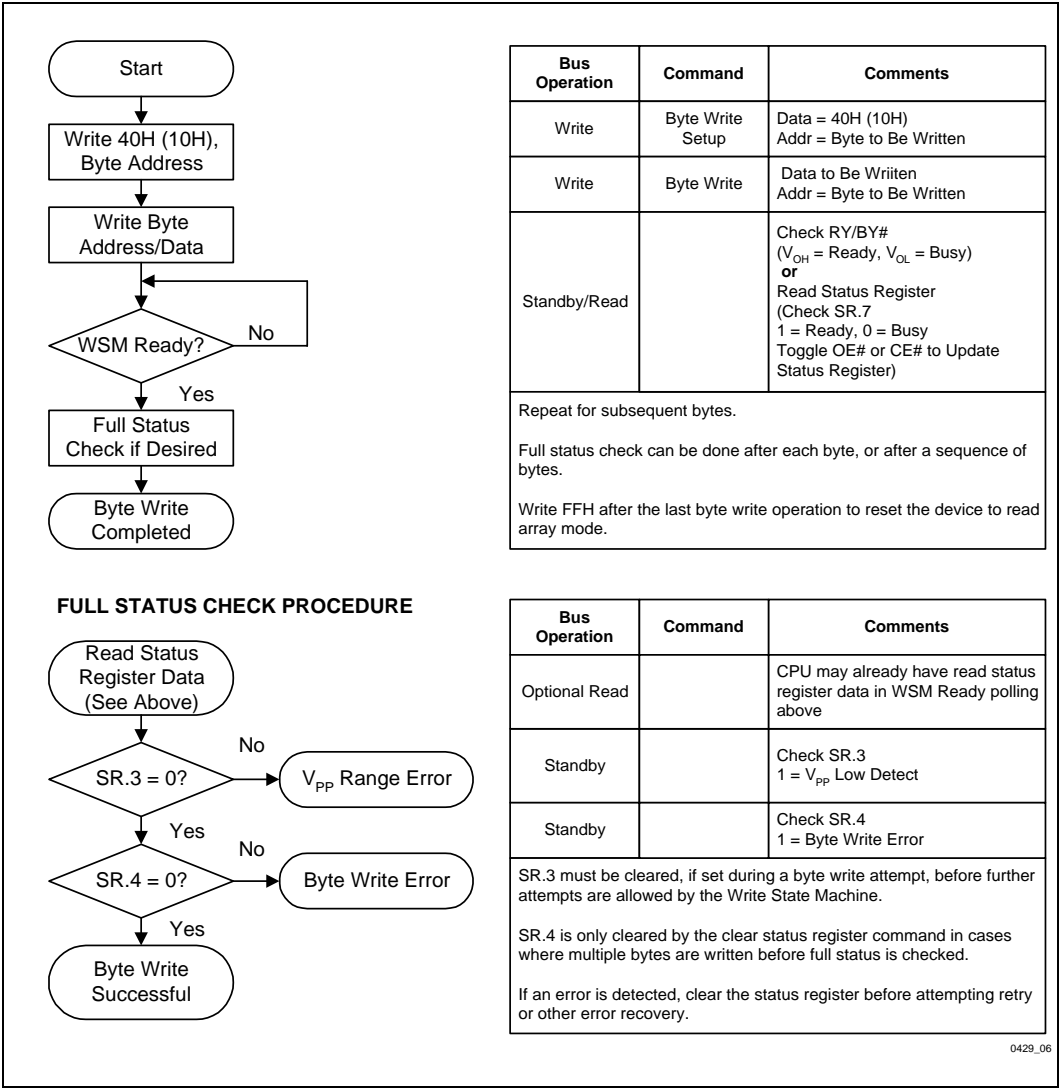 Start
Write 40H (10H),
Byte Address
Write Byte
Address/Data
WSM Ready?
No
Yes
Full Status
Check if Desired
Byte Write
Completed
Bus
Operation
Command
Comments
Write
Byte Write
Setup
Data = 40H (10H)
Addr = Byte to Be Written
Write
Byte Write
Data to Be Wriiten
Addr = Byte to Be Written
Standby/Read
Check RY/BY#
(VOH = Ready, VOL = Busy)
or
Read Status Register
(Check SR.7
1 = Ready, 0 = Busy
Toggle OE# or CE# to Update
Status Register)
Repeat for subsequent bytes.
Full status check can be done after each byte, or after a sequence of
bytes.
Write FFH after the last byte write operation to reset the device to read
array mode.
FULL STATUS CHECK PROCEDURE
Read Status
Register Data
(See Above)
SR.3 = 0?
No
VPP Range Error
Yes
SR.4 = 0?
No
Byte Write Error
Yes
Byte Write
Successful
Bus
Operation
Command
Comments
Optional Read
CPU may already have read status
register data in WSM Ready polling
above
Standby
Check SR.3
1 = VPP Low Detect
Standby
Check SR.4
1 = Byte Write Error
SR.3 must be cleared, if set during a byte write attempt, before further
attempts are allowed by the Write State Machine.
SR.4 is only cleared by the clear status register command in cases
where multiple bytes are written before full status is checked.
If an error is detected, clear the status register before attempting retry
or other error recovery.
0429_06